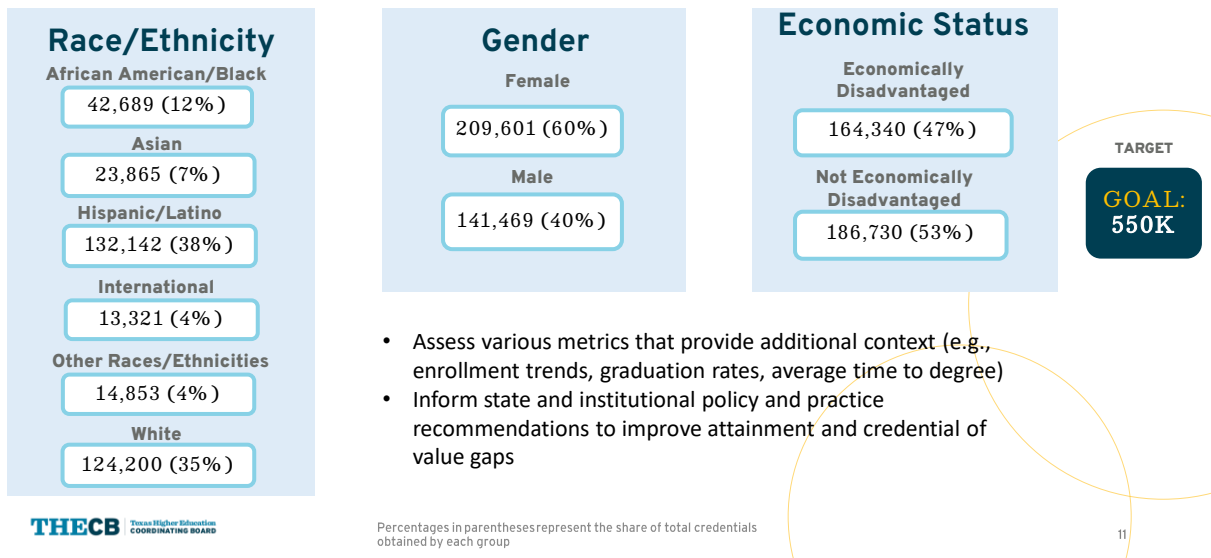 Race/Ethnicity
African American/Black
42,689 (12%)
Asian
23,865 (7%)
Hispanic/Latino
132,142 (38%)
International
13,321 (4%)
Other Races/Ethnicities
14,853 (4%)
White
124,200 (35%)
Gender
Female
209,601 (60%)
Male
141,469 (40%)
Economic Status
Economically
Disadvantaged
164,340 (47%)
Not Economically
Disadvantaged
186,730 (53%)
TARGET
GOAL:
550K
• Assess various metrics that provide additional context (e.g.,
enrollment trends, graduation rates, average time to degree)
• Inform state and institutional policy and practice
recommendations to improve attainment and credential of
value gaps
THECB
Texas Higher Education
COORDINATING BOARD
Percentages in parentheses represent the share of total credentials
obtained by each group
11